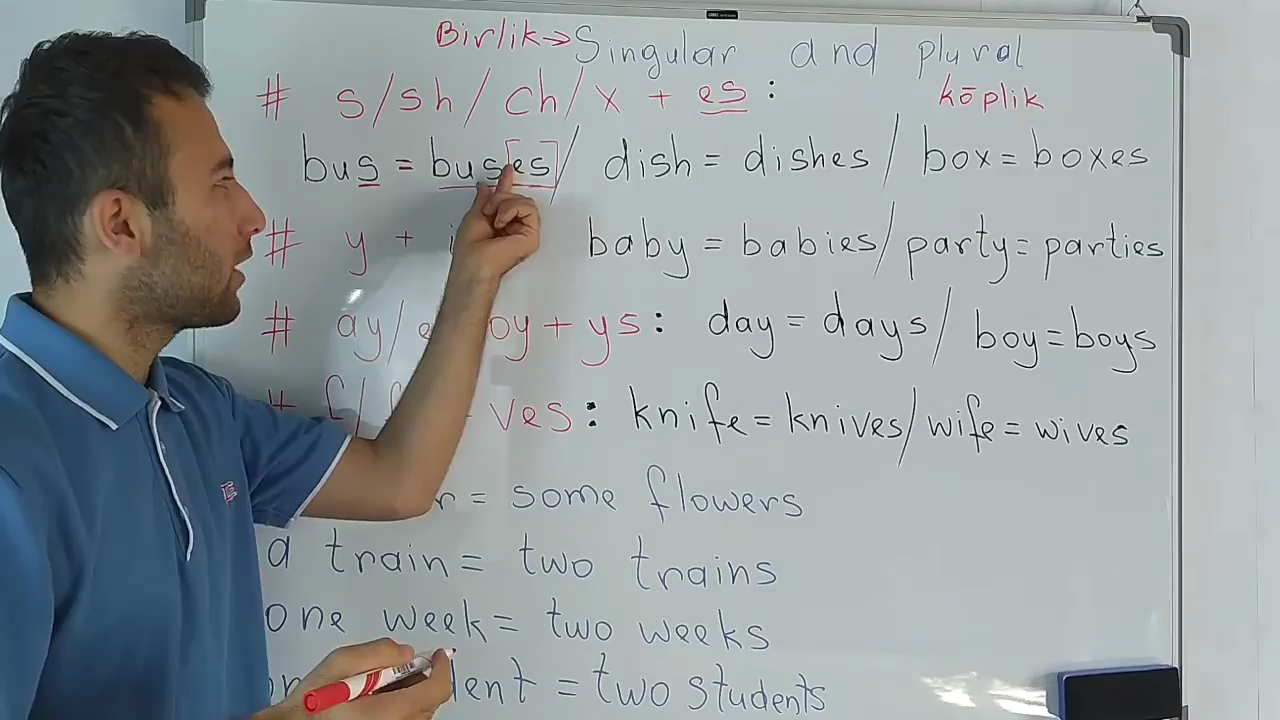 Birlik→Singular and plural
# s/sh/ch/x + es: kōplik
bus = buses/ dish = dishes / box = boxes
# y + baby = babies/ party = parties
# ay/ oy + ys: day = days/ boy = boys
ves: knife = knives/ wife = wives
= some flowers
a train = two trains
one week = two weeks
= two students